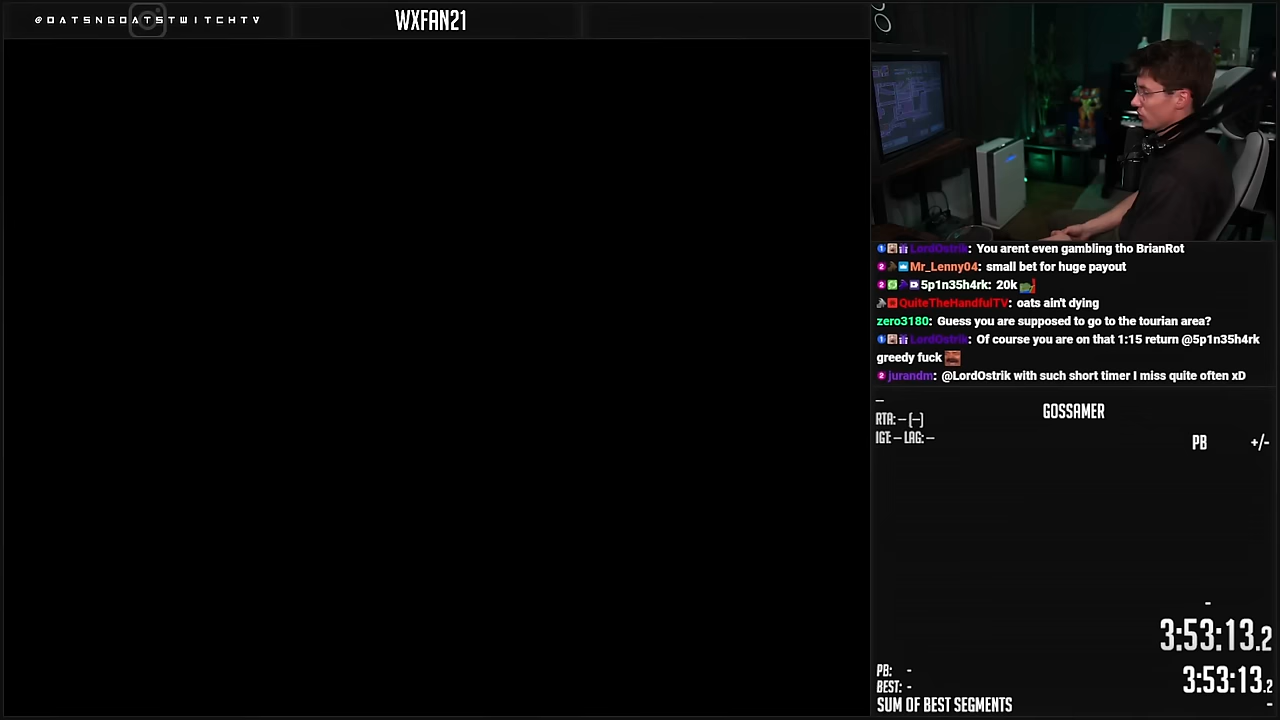 @OATSNGOATSTWITCHTV
WXFAN21
LordOstrik: You arent even gambling tho BrianRot
Mr_Lenny04: small bet for huge payout
5p1n35h4rk: 20k
QuiteTheHandfulTV: oats ain't dying
zero3180: Guess you are supposed to go to the tourian area?
LordOstrik: Of course you are on that 1:15 return @5p1n35h4rk
greedy fuck
jurandm: @LordOstrik with such short timer I miss quite often xD
—
GOSSAMER
RTA: — (—)
IGT: — LAG: —
PB +/-
-
3:53:13.2
PB: -
3:53:13.2
BEST: -
SUM OF BEST SEGMENTS -